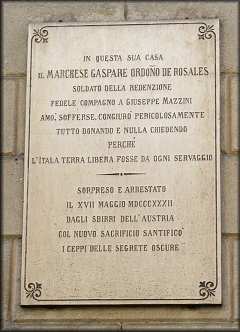 IN QUESTA SUA CASA
IL MARCHESE GASPARE ORDOÑO DE ROSALES
SOLDATO DELLA REDENZIONE
FEDELE COMPAGNO A GIUSEPPE MAZZINI
AMÒ, SOFFERSE, CONGIURÒ PERICOLOSAMENTE
TUTTO DONANDO E NULLA CHIEDENDO
PERCHÈ
L'ITALA TERRA LIBERA FOSSE DA OGNI SERVAGGIO
SORPRESO E ARRESTATO
IL XVII MAGGIO MDCCCXXXII
DAGLI SBIRRI DELL'AUSTRIA
COL NUOVO SACRIFICIO SANTIFICÒ
I CEPPI DELLE SEGRETE OSCURE